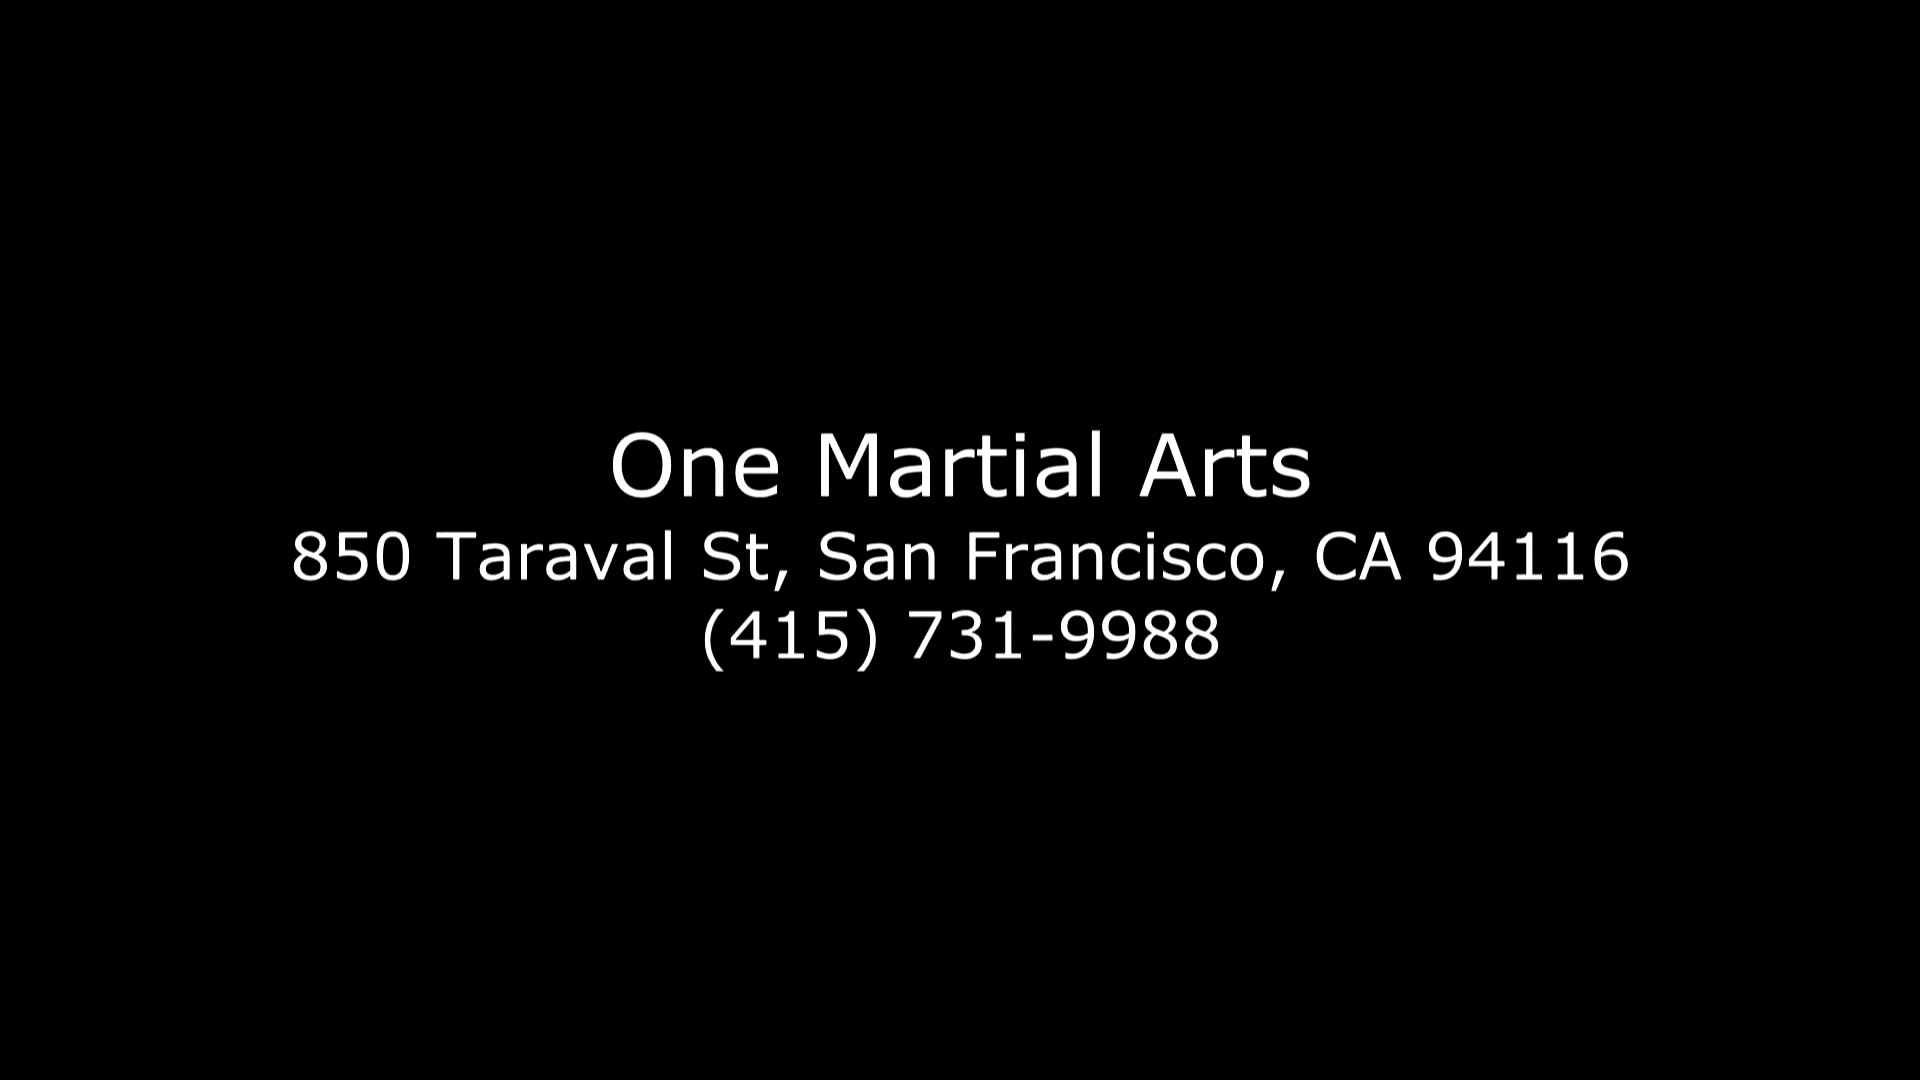 One Martial Arts
850 Taraval St, San Francisco, CA 94116
(415) 731-9988